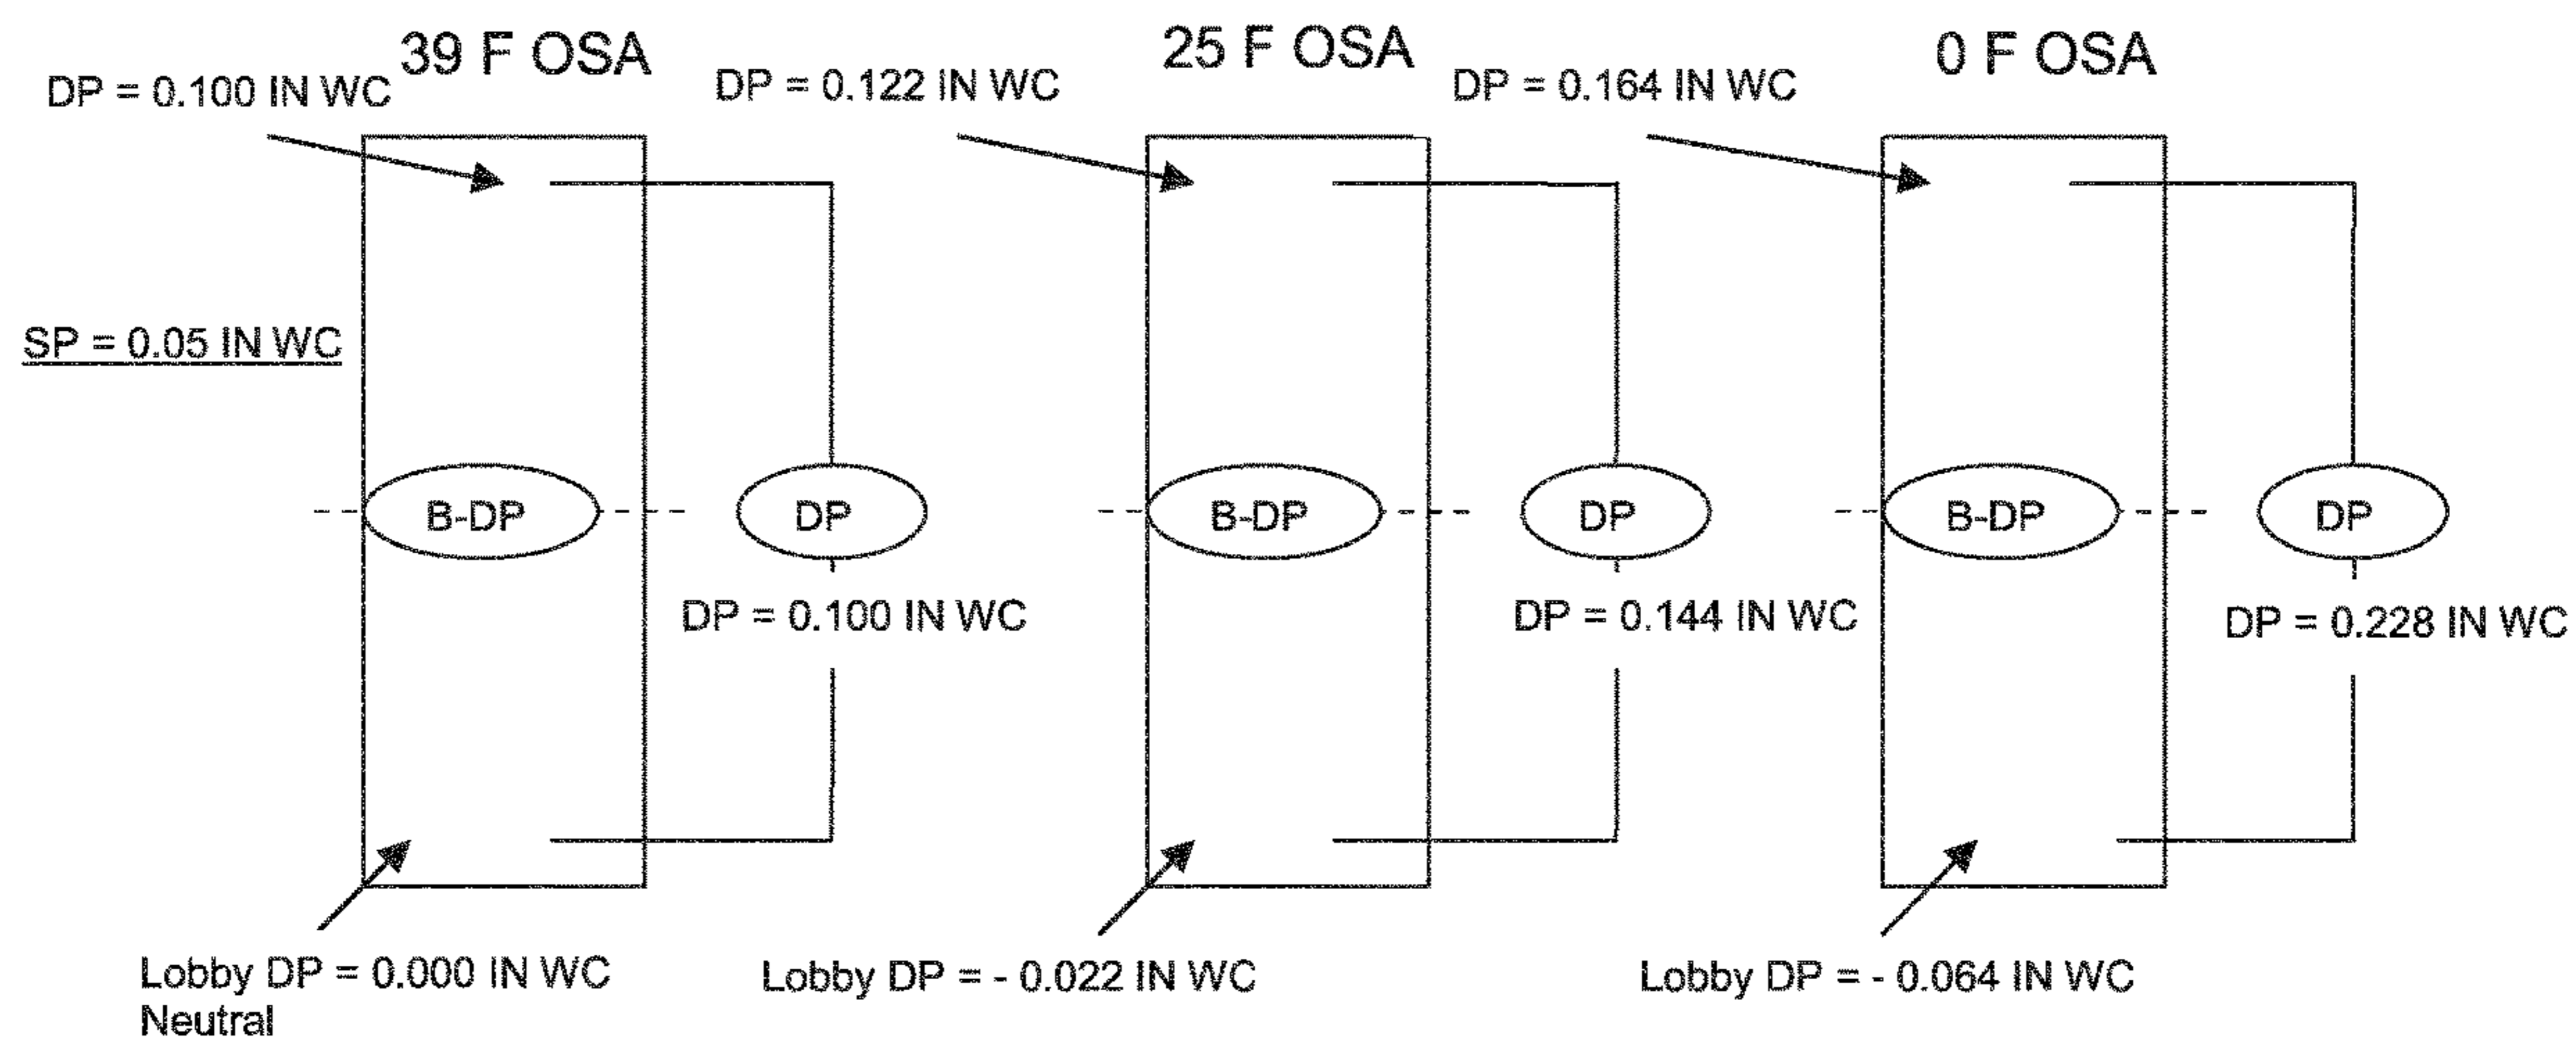 39 F OSA
25 F OSA
0 F OSA
DP = 0.100 IN WC
DP = 0.122 IN WC
DP = 0.164 IN WC
SP = 0.05 IN WC
B-DP
DP
B-DP
DP
B-DP
DP
DP = 0.100 IN WC
DP = 0.144 IN WC
DP = 0.228 IN WC
Lobby DP = 0.000 IN WC
Neutral
Lobby DP = - 0.022 IN WC
Lobby DP = - 0.064 IN WC